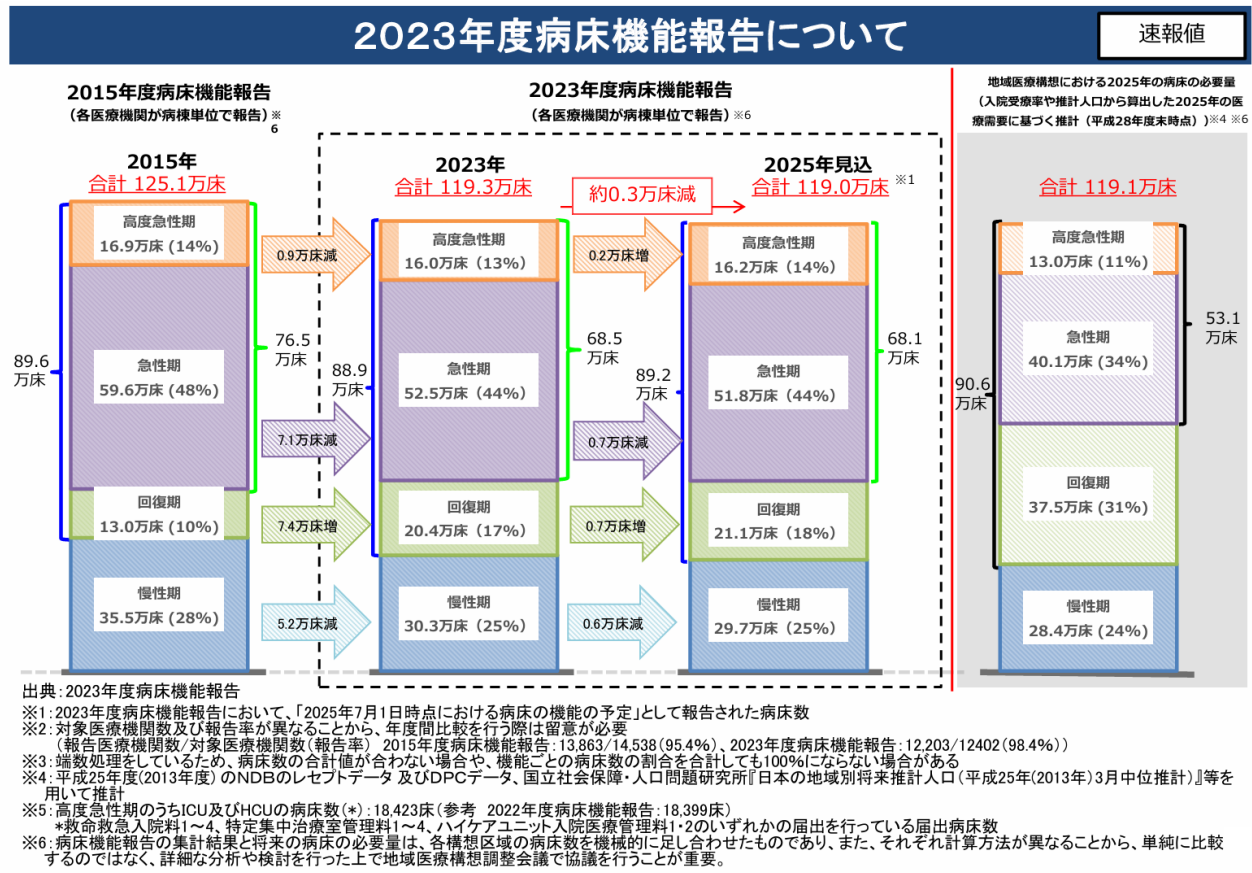 2023年度病床機能報告について
速報値
2015年度病床機能報告
(各医療機関が病棟単位で報告)※6
2015年
合計 125.1万床
高度急性期
16.9万床 (14%)
急性期
59.6万床 (48%)
回復期
13.0万床 (10%)
慢性期
35.5万床 (28%)
89.6
万床
76.5
万床
0.9万床減
7.1万床減
7.4万床増
5.2万床減
2023年度病床機能報告
(各医療機関が病棟単位で報告) ※6
2023年
合計 119.3万床
高度急性期
16.0万床 (13%)
急性期
52.5万床 (44%)
回復期
20.4万床 (17%)
慢性期
30.3万床 (25%)
88.9
万床
68.5
万床
約0.3万床減
0.2万床増
0.7万床減
0.7万床増
0.6万床減
2025年見込
合計 119.0万床 ※1
高度急性期
16.2万床 (14%)
急性期
51.8万床 (44%)
回復期
21.1万床 (18%)
慢性期
29.7万床 (25%)
89.2
万床
68.1
万床
地域医療構想における2025年の病床の必要量
(入院受療率や推計人口から算出した2025年の医
療需要に基づく推計(平成28年度末時点))※4 ※6
合計 119.1万床
高度急性期
13.0万床 (11%)
急性期
40.1万床 (34%)
回復期
37.5万床 (31%)
慢性期
28.4万床 (24%)
90.6
万床
53.1
万床
出典:2023年度病床機能報告
※1:2023年度病床機能報告において、「2025年7月1日時点における病床の機能の予定」として報告された病床数
※2:対象医療機関数及び報告率が異なることから、年度間比較を行う際は留意が必要
(報告医療機関数/対象医療機関数(報告率) 2015年度病床機能報告:13,863/14,538(95.4%)、2023年度病床機能報告:12,203/12402(98.4%))
※3:端数処理をしているため、病床数の合計値が合わない場合や、機能ごとの病床数の割合を合計しても100%にならない場合がある
※4:平成25年度(2013年度)のNDBのレセプトデータ 及びDPCデータ、国立社会保障・人口問題研究所『日本の地域別将来推計人口(平成25年(2013年)3月中位推計)』等を
用いて推計
※5:高度急性期のうちICU及びHCUの病床数(*):18,423床(参考 2022年度病床機能報告:18,399床)
*救命救急入院料1~4、特定集中治療室管理料1~4、ハイケアユニット入院医療管理料1・2のいずれかの届出を行っている届出病床数
※6:病床機能報告の集計結果と将来の病床の必要量は、各構想区域の病床数を機械的に足し合わせたものであり、また、それぞれ計算方法が異なることから、単純に比較
するのではなく、詳細な分析や検討を行った上で地域医療構想調整会議で協議を行うことが重要。